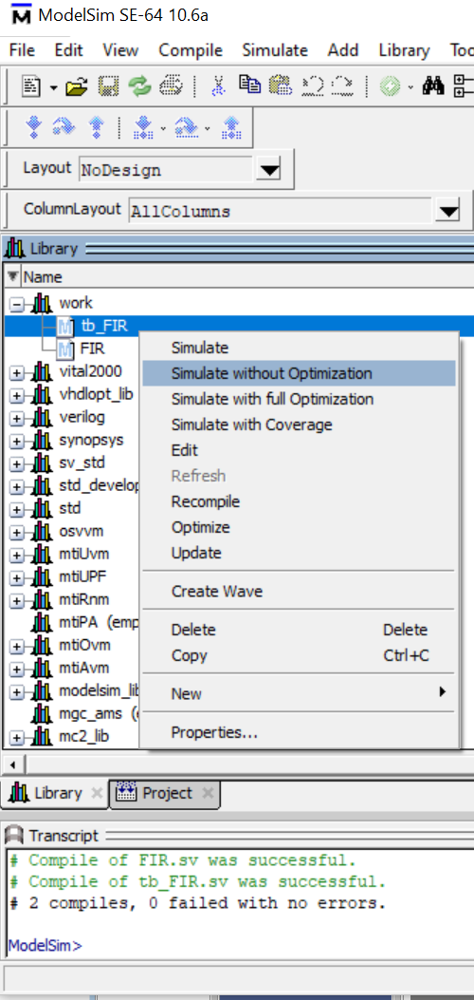 ModelSim SE-64 10.6a
File Edit View Compile Simulate Add Library
Layout NoDesign
ColumnLayout AllColumns
Library
Name
work
tb_FIR
FIR
Simulate
Simulate without Optimization
Simulate with full Optimization
Simulate with Coverage
Edit
Refresh
Recompile
Optimize
Update
Create Wave
Delete Delete
Copy Ctrl+C
New
Properties...
vital2000
vhdlopt_lib
verilog
synopsys
sv_std
std_develop
std
osvvm
mtiUvm
mtiUPF
mtiRnm
mtiPA (emp
mtiOvm
mtiAvm
modelsim_lib
mgc_ams (
mc2_lib
Library Project
Transcript
# Compile of FIR.sv was successful.
# Compile of tb_FIR.sv was successful.
# 2 compiles, 0 failed with no errors.
ModelSim>